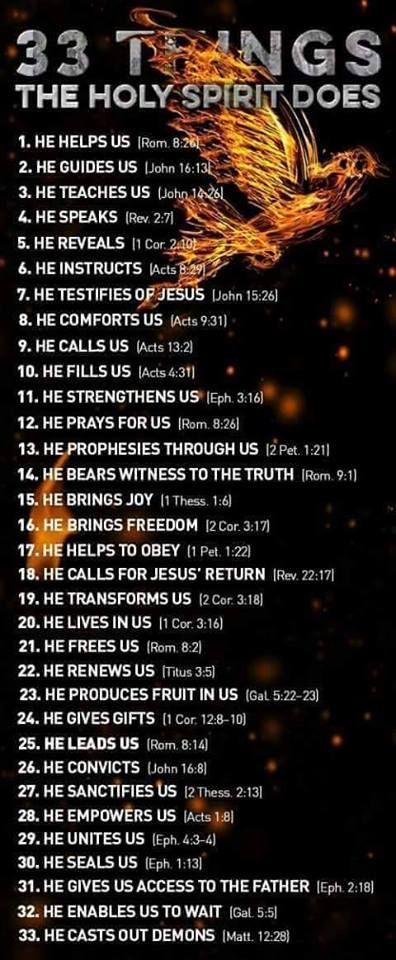 33 THINGS
THE HOLY SPIRIT DOES
1. HE HELPS US (Rom. 8:26)
2. HE GUIDES US (John 16:13)
3. HE TEACHES US (John 14:26)
4. HE SPEAKS (Rev. 2:7)
5. HE REVEALS (1 Cor. 2:10)
6. HE INSTRUCTS (Acts 8:29)
7. HE TESTIFIES OF JESUS (John 15:26)
8. HE COMFORTS US (Acts 9:31)
9. HE CALLS US (Acts 13:2)
10. HE FILLS US (Acts 4:31)
11. HE STRENGTHENS US (Eph. 3:16)
12. HE PRAYS FOR US (Rom. 8:26)
13. HE PROPHESIES THROUGH US (2 Pet. 1:21)
14. HE BEARS WITNESS TO THE TRUTH (Rom. 9:1)
15. HE BRINGS JOY (1 Thess. 1:6)
16. HE BRINGS FREEDOM (2 Cor. 3:17)
17. HE HELPS TO OBEY (1 Pet. 1:22)
18. HE CALLS FOR JESUS' RETURN (Rev. 22:17)
19. HE TRANSFORMS US (2 Cor. 3:18)
20. HE LIVES IN US (1 Cor. 3:16)
21. HE FREES US (Rom. 8:2)
22. HE RENEWS US (Titus 3:5)
23. HE PRODUCES FRUIT IN US (Gal. 5:22–23)
24. HE GIVES GIFTS (1 Cor. 12:8–10)
25. HE LEADS US (Rom. 8:14)
26. HE CONVICTS (John 16:8)
27. HE SANCTIFIES US (2 Thess. 2:13)
28. HE EMPOWERS US (Acts 1:8)
29. HE UNITES US (Eph. 4:3–4)
30. HE SEALS US (Eph. 1:13)
31. HE GIVES US ACCESS TO THE FATHER (Eph. 2:18)
32. HE ENABLES US TO WAIT (Gal. 5:5)
33. HE CASTS OUT DEMONS (Matt. 12:28)